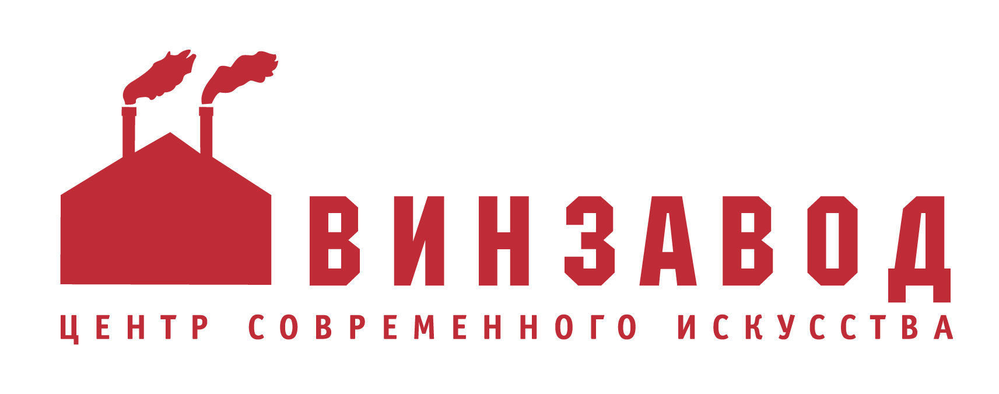 ВИНЗАВОД
ЦЕНТР СОВРЕМЕННОГО ИСКУССТВА